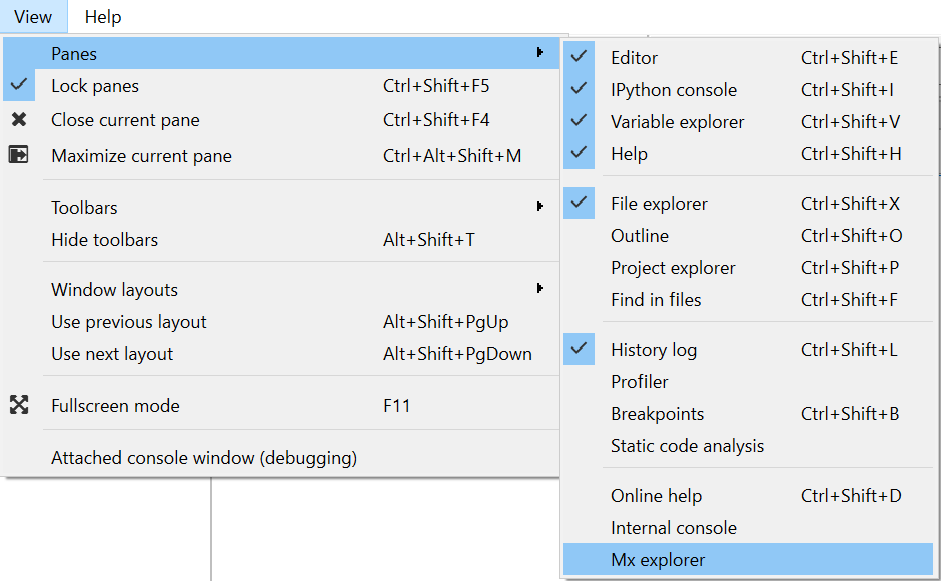 View Help
Panes
Lock panes Ctrl+Shift+F5
Close current pane Ctrl+Shift+F4
Maximize current pane Ctrl+Alt+Shift+M
Toolbars
Hide toolbars Alt+Shift+T
Window layouts
Use previous layout Alt+Shift+PgUp
Use next layout Alt+Shift+PgDown
Fullscreen mode F11
Attached console window (debugging)
Editor Ctrl+Shift+E
IPython console Ctrl+Shift+I
Variable explorer Ctrl+Shift+V
Help Ctrl+Shift+H
File explorer Ctrl+Shift+X
Outline Ctrl+Shift+O
Project explorer Ctrl+Shift+P
Find in files Ctrl+Shift+F
History log Ctrl+Shift+L
Profiler
Breakpoints Ctrl+Shift+B
Static code analysis
Online help Ctrl+Shift+D
Internal console
Mx explorer